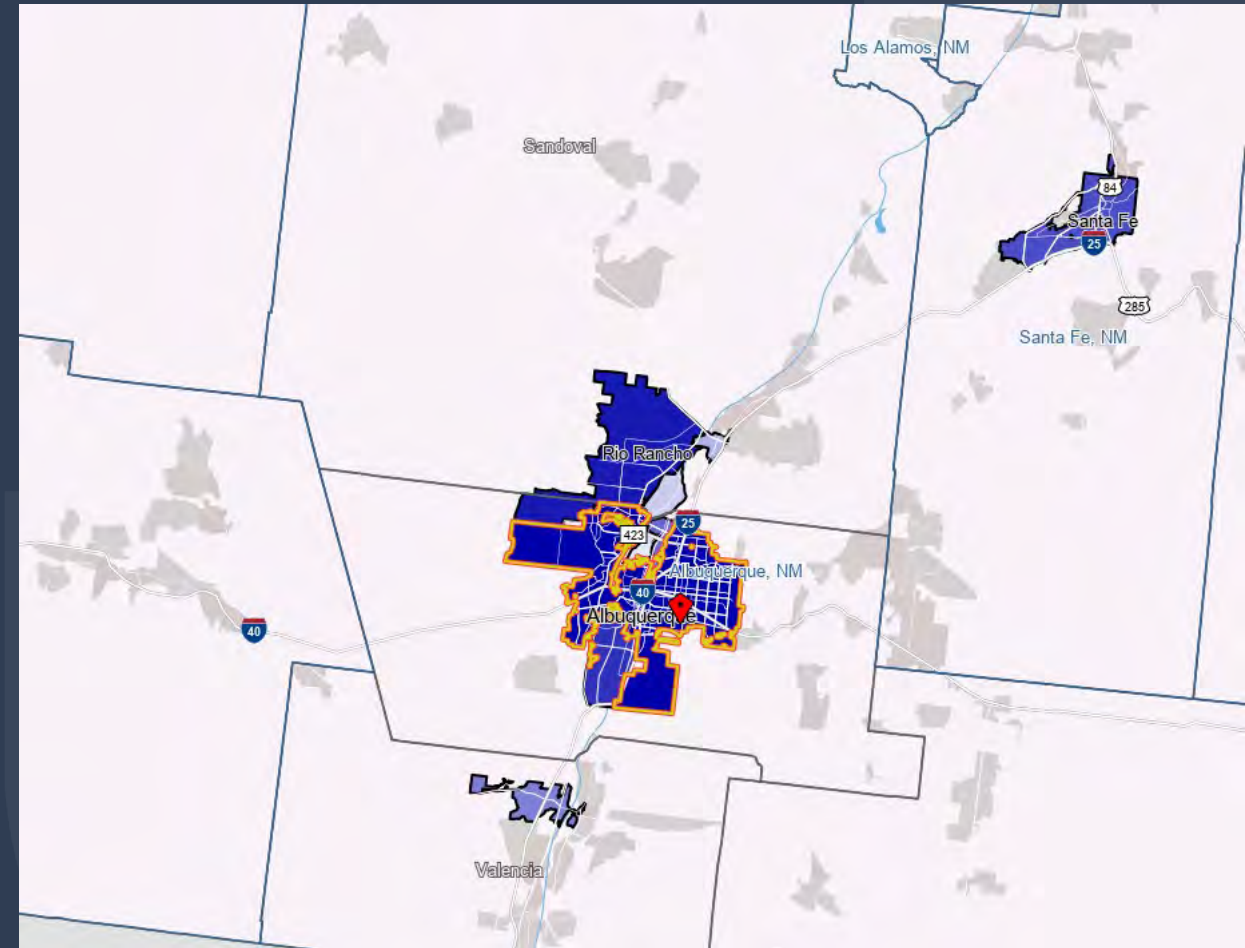 Los Alamos, NM
Sandoval
84
Santa Fe
25
285
Santa Fe, NM
Rio Rancho
25
423
Albuquerque, NM
40
Albuquerque
40
Valencia